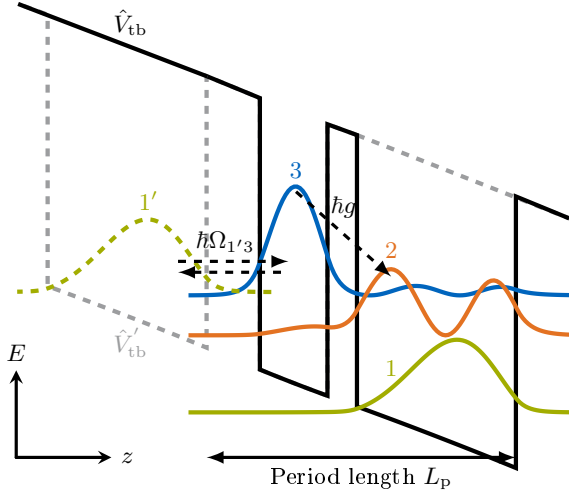 V̂_tb
3
1′
ħg
ħΩ_1′3
2
V̂′_tb
E
1
z
Period length L_p